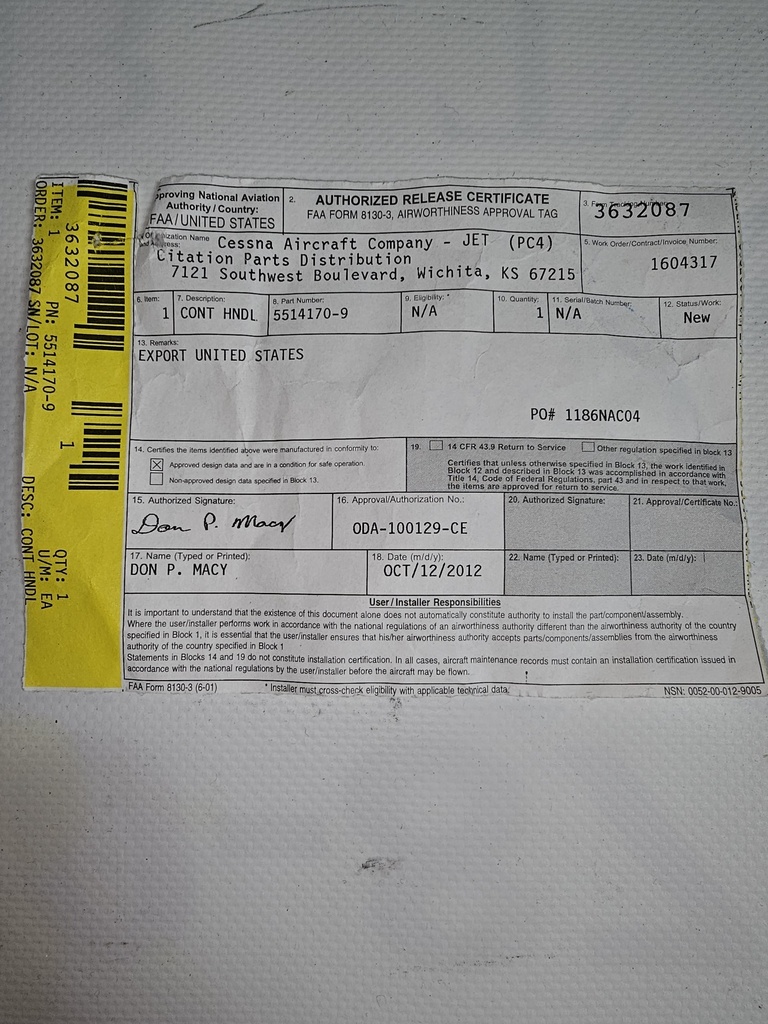 ITEM: 1 PN: 5514170-9 QTY: 1
ORDER: 3632087 SN/LOT: N/A U/M: EA
DESC: CONT HNDL
3632087
1
proving National Aviation
Authority / Country:
FAA/UNITED STATES
2. AUTHORIZED RELEASE CERTIFICATE
FAA FORM 8130-3, AIRWORTHINESS APPROVAL TAG
3. Form Tracking Number:
3632087
Name Cessna Aircraft Company - JET (PC4)
Citation Parts Distribution
7121 Southwest Boulevard, Wichita, KS 67215
5. Work Order/Contract/Invoice Number:
1604317
6. Item: 7. Description: 8. Part Number: 9. Eligibility: * 10. Quantity: 11. Serial/Batch Number: 12. Status/Work:
1 CONT HNDL 5514170-9 N/A 1 N/A New
13. Remarks:
EXPORT UNITED STATES
PO# 1186NAC04
14. Certifies the items identified above were manufactured in conformity to:
Approved design data and are in a condition for safe operation.
Non-approved design data specified in Block 13.
19. 14 CFR 43.9 Return to Service Other regulation specified in block 13
Certifies that unless otherwise specified in Block 13, the work identified in
Block 12 and described in Block 13 was accomplished in accordance with
Title 14, Code of Federal Regulations, part 43 and in respect to that work,
the items are approved for return to service.
15. Authorized Signature: 16. Approval/Authorization No.: 20. Authorized Signature: 21. Approval/Certificate No.:
Don P. Macy ODA-100129-CE
17. Name (Typed or Printed): 18. Date (m/d/y): 22. Name (Typed or Printed): 23. Date (m/d/y):
DON P. MACY OCT/12/2012
User/Installer Responsibilities
It is important to understand that the existence of this document alone does not automatically constitute authority to install the part/component/assembly.
Where the user/installer performs work in accordance with the national regulations of an airworthiness authority different than the airworthiness authority of the country
specified in Block 1, it is essential that the user/installer ensures that his/her airworthiness authority accepts parts/components/assemblies from the airworthiness
authority of the country specified in Block 1
Statements in Blocks 14 and 19 do not constitute installation certification. In all cases, aircraft maintenance records must contain an installation certification issued in
accordance with the national regulations by the user/installer before the aircraft may be flown.
FAA Form 8130-3 (6-01) * Installer must cross-check eligibility with applicable technical data. NSN: 0052-00-012-9005